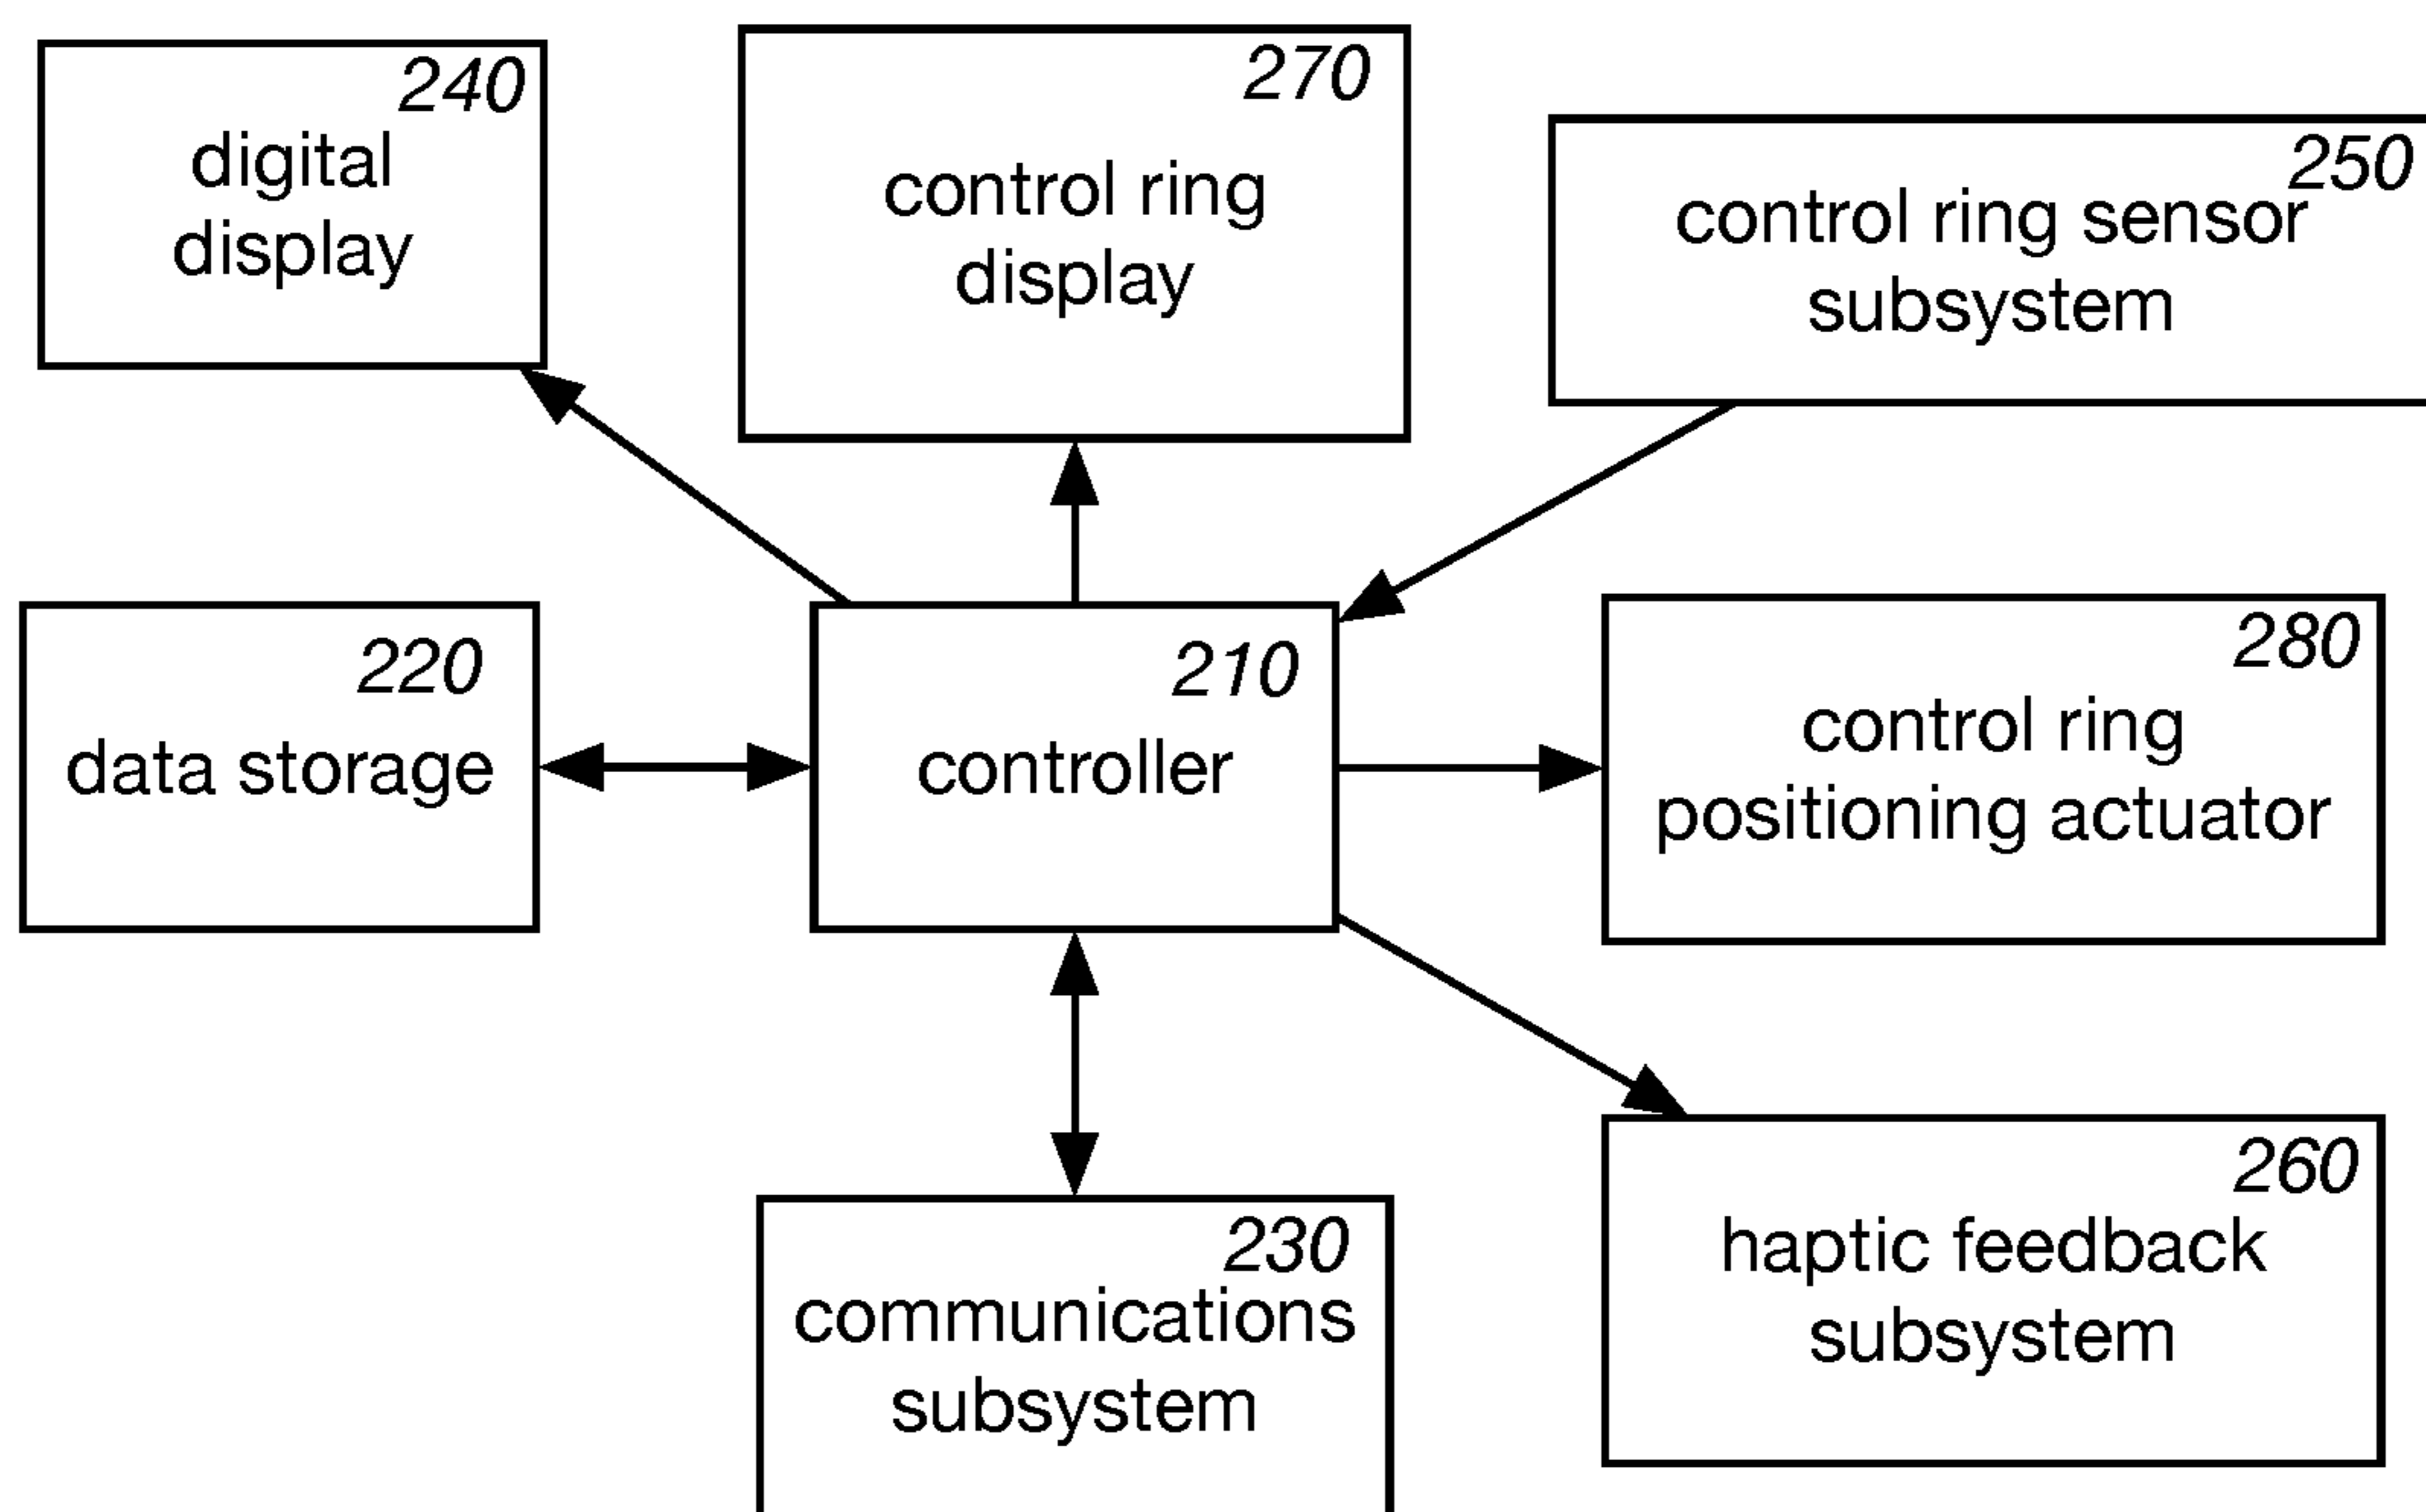 240
digital
display
270
control ring
display
250
control ring sensor
subsystem
220
data storage
210
controller
280
control ring
positioning actuator
230
communications
subsystem
260
haptic feedback
subsystem